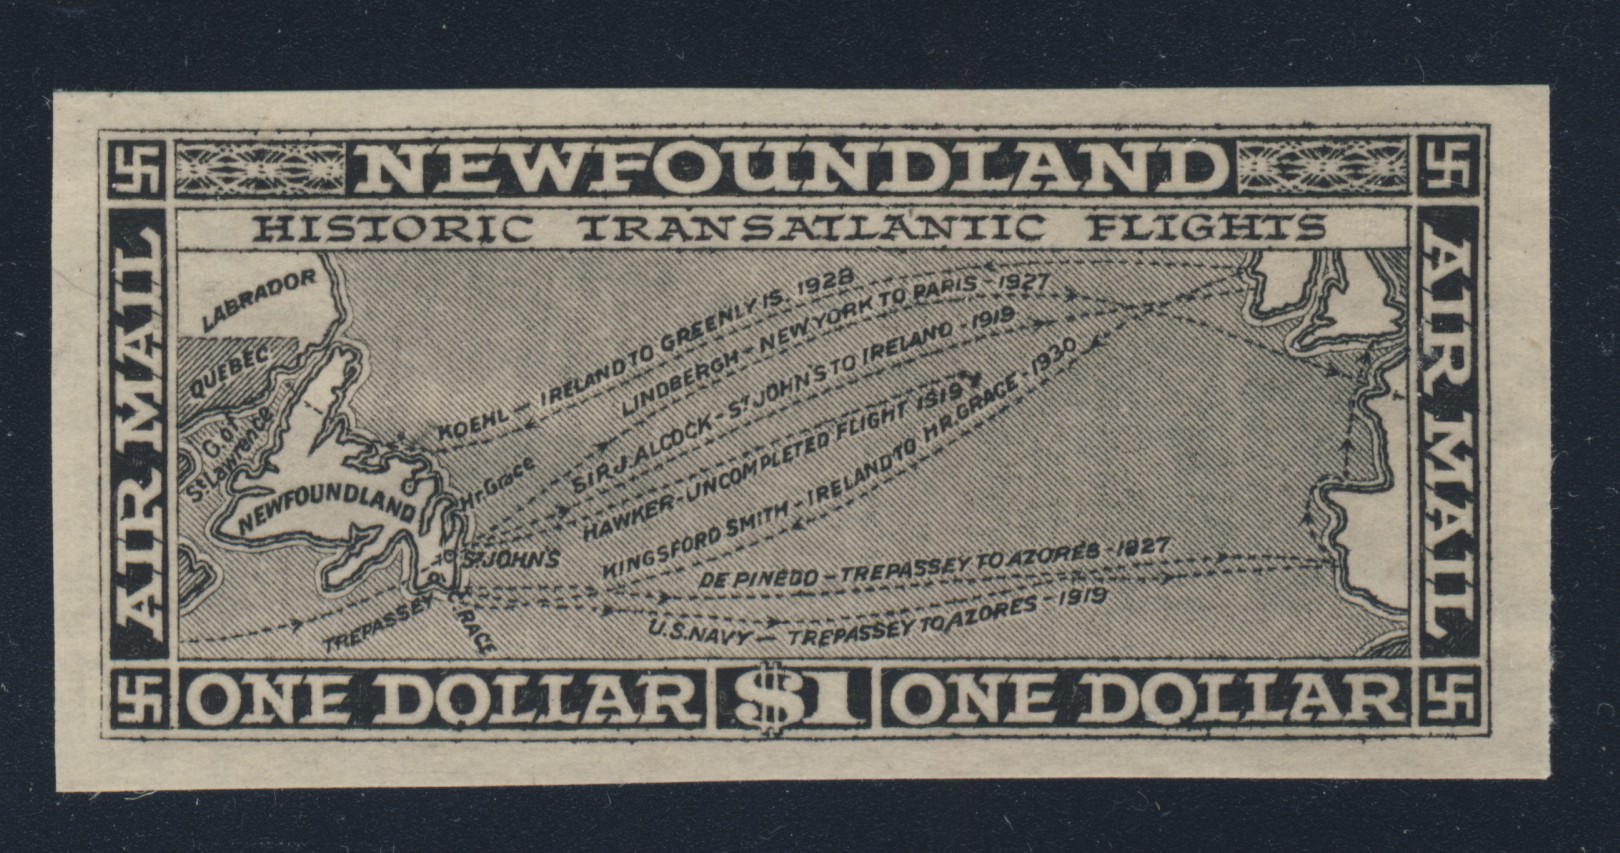 NEWFOUNDLAND
HISTORIC TRANSATLANTIC FLIGHTS
AIR MAIL
AIR MAIL
LABRADOR
QUEBEC
G. of
St Lawrence
NEWFOUNDLAND
Hr Grace
St JOHN'S
TREPASSEY
C. RACE
KOEHL — IRELAND TO GREENLY IS. 1928
LINDBERGH - NEW YORK TO PARIS - 1927
SIR J. ALCOCK - St JOHN'S TO IRELAND - 1919
HAWKER - UNCOMPLETED FLIGHT 1919
KINGSFORD SMITH - IRELAND TO HR. GRACE - 1930
DE PINEDO - TREPASSEY TO AZORES - 1927
U.S. NAVY — TREPASSEY TO AZORES - 1919
ONE DOLLAR $1 ONE DOLLAR